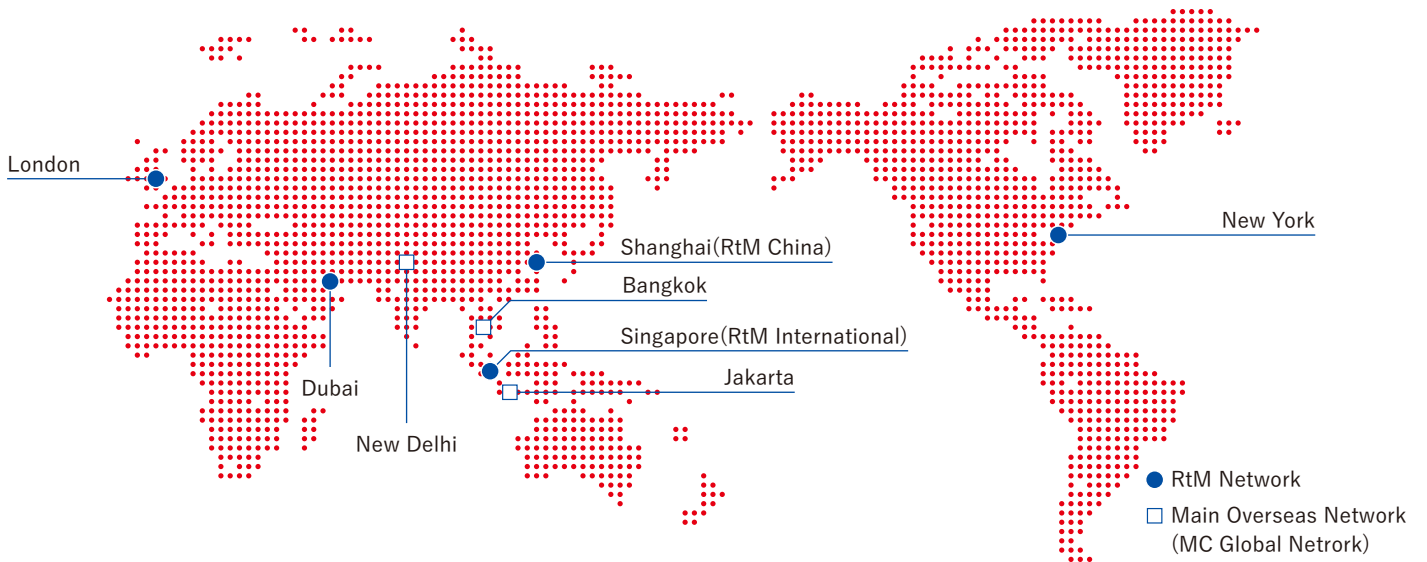 London
New York
Shanghai(RtM China)
Bangkok
Singapore(RtM International)
Jakarta
Dubai
New Delhi
RtM Network
Main Overseas Network
(MC Global Netrork)